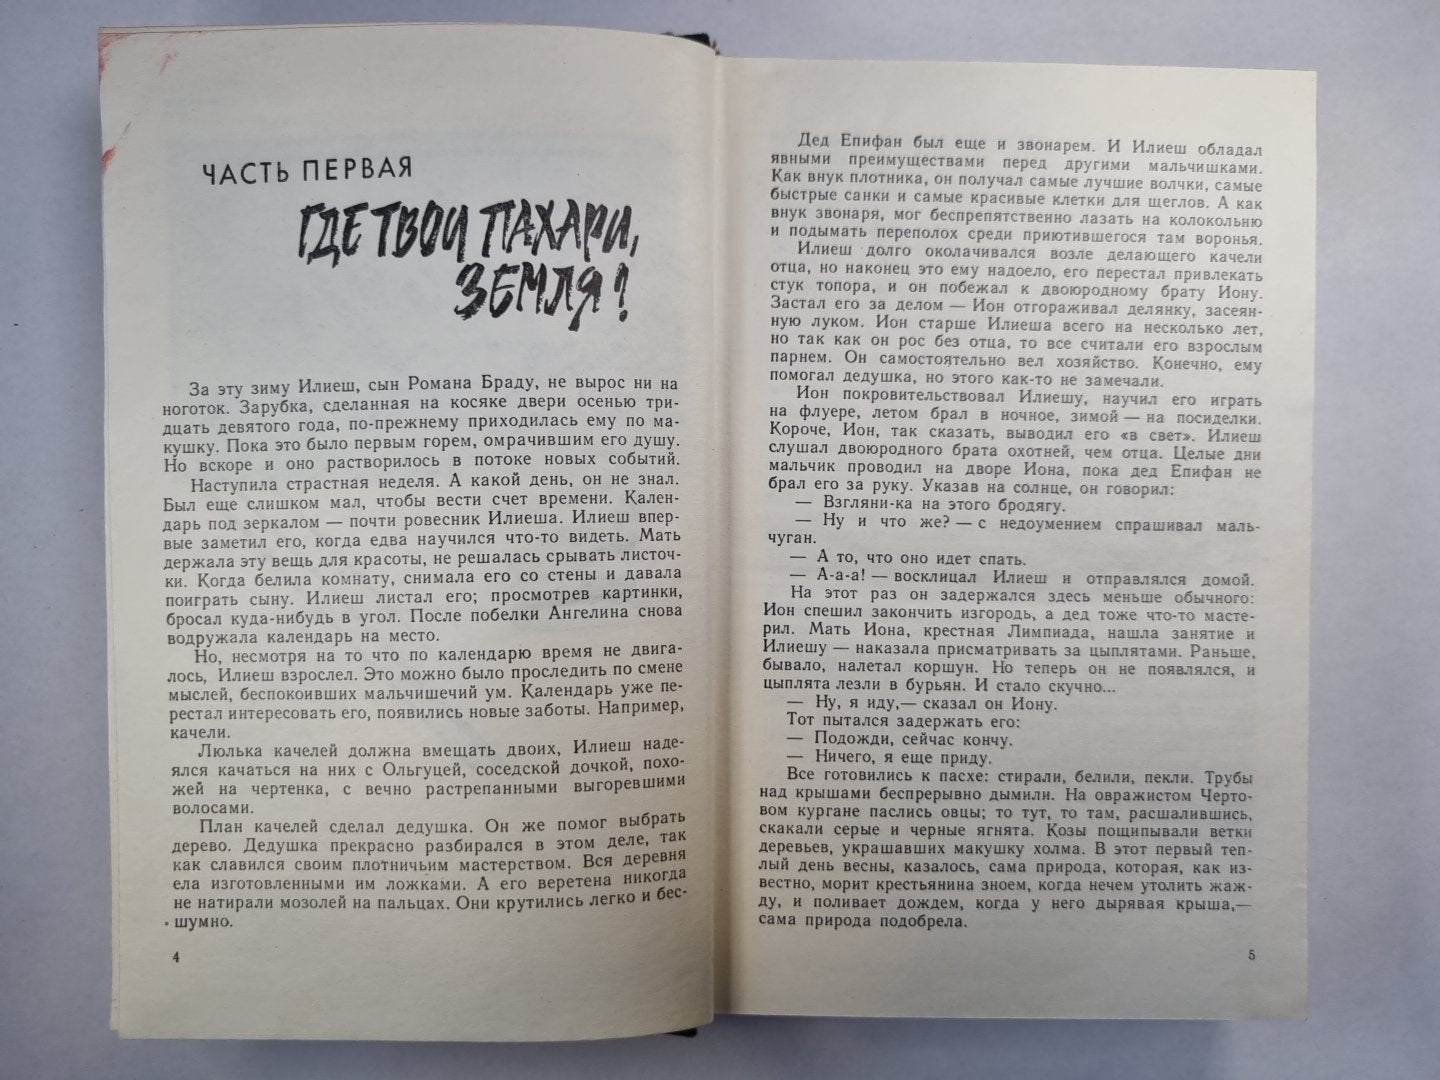 ЧАСТЬ ПЕРВАЯ
ГДЕ ТВОИ ПАХАРИ,
ЗЕМЛЯ?
За эту зиму Илиеш, сын Романа Браду, не вырос ни на
ноготок. Зарубка, сделанная на косяке двери осенью три-
дцать девятого года, по-прежнему приходилась ему по ма-
кушку. Пока это было первым горем, омрачившим его душу.
Но вскоре и оно растворилось в потоке новых событий.
Наступила страстная неделя. А какой день, он не знал.
Был еще слишком мал, чтобы вести счет времени. Кален-
дарь под зеркалом — почти ровесник Илиеша. Илиеш впер-
вые заметил его, когда едва научился что-то видеть. Мать
держала эту вещь для красоты, не решалась срывать листоч-
ки. Когда белила комнату, снимала его со стены и давала
поиграть сыну. Илиеш листал его; просмотрев картинки,
бросал куда-нибудь в угол. После побелки Ангелина снова
водружала календарь на место.
Но, несмотря на то что по календарю время не двига-
лось, Илиеш взрослел. Это можно было проследить по смене
мыслей, беспокоивших мальчишечий ум. Календарь уже пе-
рестал интересовать его, появились новые заботы. Например,
качели.
Люлька качелей должна вмещать двоих, Илиеш наде-
ялся качаться на них с Ольгуцей, соседской дочкой, похо-
жей на чертенка, с вечно растрепанными выгоревшими
волосами.
План качелей сделал дедушка. Он же помог выбрать
дерево. Дедушка прекрасно разбирался в этом деле, так
как славился своим плотничьим мастерством. Вся деревня
ела изготовленными им ложками. А его веретена никогда
не натирали мозолей на пальцах. Они крутились легко и бес-
шумно.
4
Дед Епифан был еще и звонарем. И Илиеш обладал
явными преимуществами перед другими мальчишками.
Как внук плотника, он получал самые лучшие волчки, самые
быстрые санки и самые красивые клетки для щеглов. А как
внук звонаря, мог беспрепятственно лазать на колокольню
и подымать переполох среди приютившегося там воронья.
Илиеш долго околачивался возле делающего качели
отца, но наконец это ему надоело, его перестал привлекать
стук топора, и он побежал к двоюродному брату Иону.
Застал его за делом — Ион отгораживал делянку, засеян-
ную луком. Ион старше Илиеша всего на несколько лет,
но так как он рос без отца, то все считали его взрослым
парнем. Он самостоятельно вел хозяйство. Конечно, ему
помогал дедушка, но этого как-то не замечали.
Ион покровительствовал Илиешу, научил его играть
на флуере, летом брал в ночное, зимой — на посиделки.
Короче, Ион, так сказать, выводил его «в свет». Илиеш
слушал двоюродного брата охотней, чем отца. Целые дни
мальчик проводил на дворе Иона, пока дед Епифан не
брал его за руку. Указав на солнце, он говорил:
— Взгляни-ка на этого бродягу.
— Ну и что же? — с недоумением спрашивал маль-
чуган.
— А то, что оно идет спать.
— А-а-а! — восклицал Илиеш и отправлялся домой.
На этот раз он задержался здесь меньше обычного:
Ион спешил закончить изгородь, а дед тоже что-то масте-
рил. Мать Иона, крестная Лимпиада, нашла занятие и
Илиешу — наказала присматривать за цыплятами. Раньше,
бывало, налетал коршун. Но теперь он не появлялся, и
цыплята лезли в бурьян. И стало скучно...
— Ну, я иду,— сказал он Иону.
Тот пытался задержать его:
— Подожди, сейчас кончу.
— Ничего, я еще приду.
Все готовились к пасхе: стирали, белили, пекли. Трубы
над крышами беспрерывно дымили. На овражистом Черто-
вом кургане паслись овцы; то тут, то там, расшалившись,
скакали серые и черные ягнята. Козы пощипывали ветки
деревьев, украшавших макушку холма. В этот первый теп-
лый день весны, казалось, сама природа, которая, как из-
вестно, морит крестьянина зноем, когда нечем утолить жаж-
ду, и поливает дождем, когда у него дырявая крыша,—
сама природа подобрела.
5